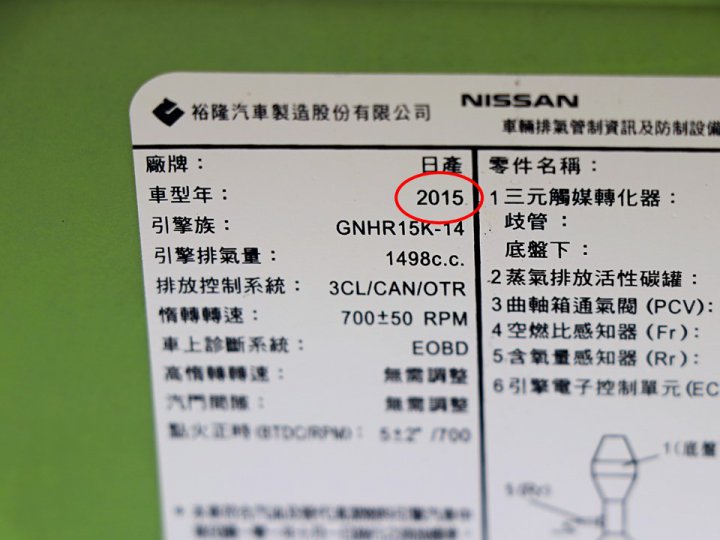 裕隆汽車製造股份有限公司
NISSAN
車輛排氣管制資訊及防制設備
廠牌： 日產
車型年： 2015
引擎族： GNHR15K-14
引擎排氣量： 1498c.c.
排放控制系統： 3CL/CAN/OTR
惰轉轉速： 700±50 RPM
車上診斷系統： EOBD
高惰轉轉速： 無需調整
汽門間隙： 無需調整
點火正時(BTDC/RPM)： 5±2° /700
零件名稱：
1三元觸媒轉化器：
歧管：
底盤下：
2蒸氣排放活性碳罐：
3曲軸箱通氣閥(PCV)：
4空燃比感知器(Fr)：
5含氧量感知器(Rr)：
6引擎電子控制單元(EC
1(底盤